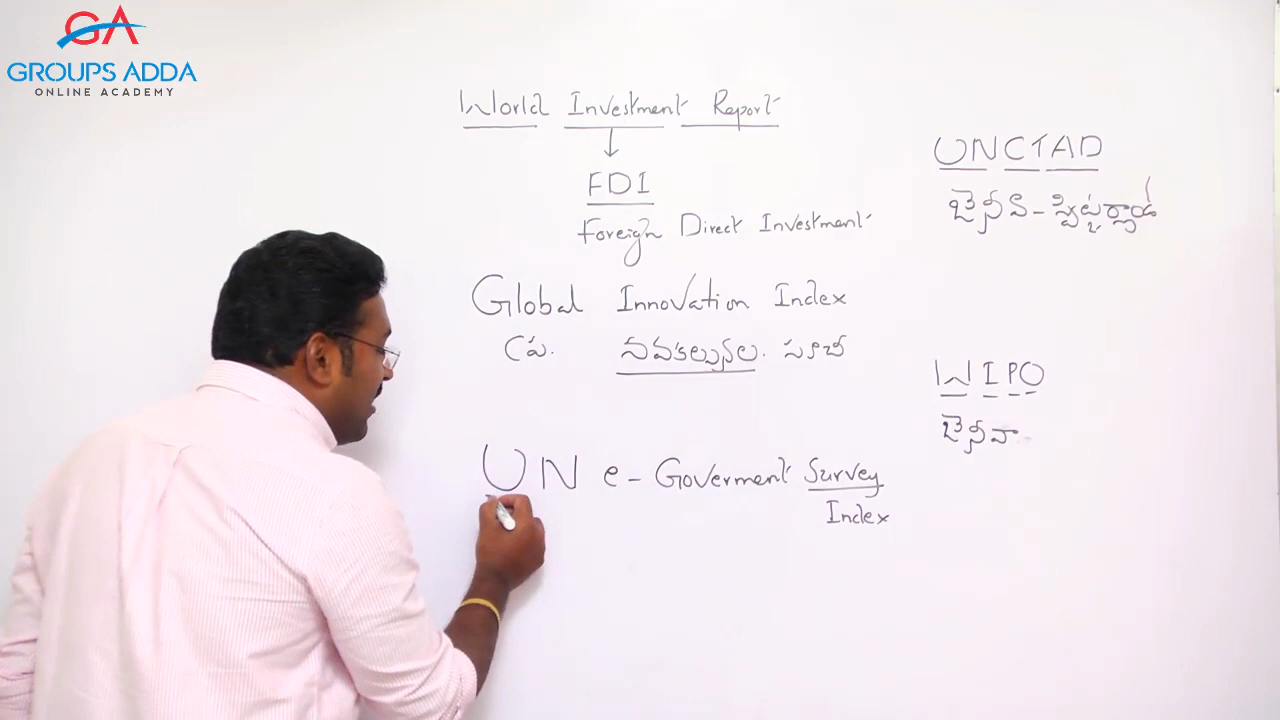 GA
GROUPS ADDA
ONLINE ACADEMY
World Investment Report
↓
FDI
Foreign Direct Investment
Global Innovation Index
ప్ర. నవకల్పనల. సూచీ
UN e - Goverment Survey
Index
UNCTAD
జెనీవా - స్విట్జర్లాండ్
WIPO
జెనీవా